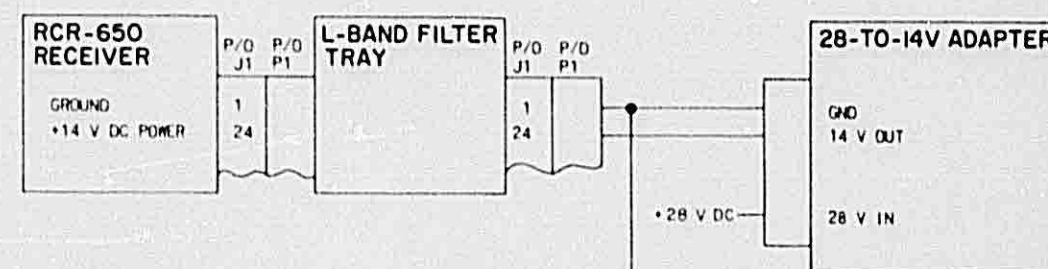 RCR-650
RECEIVER
GROUND
+14 V DC POWER
P/O P/O
J1 P1
1
24
L-BAND FILTER
TRAY
P/O P/O
J1 P1
1
24
28-TO-14V ADAPTER
GND
14 V OUT
+28 V DC
28 V IN